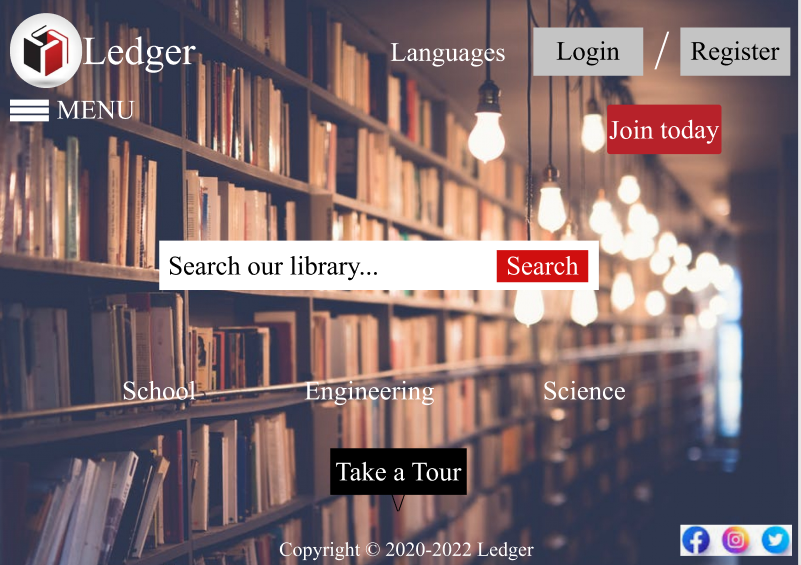 Ledger
Languages
Login / Register
MENU
Join today
Search our library...
Search
School
Engineering
Science
Take a Tour
Copyright © 2020-2022 Ledger